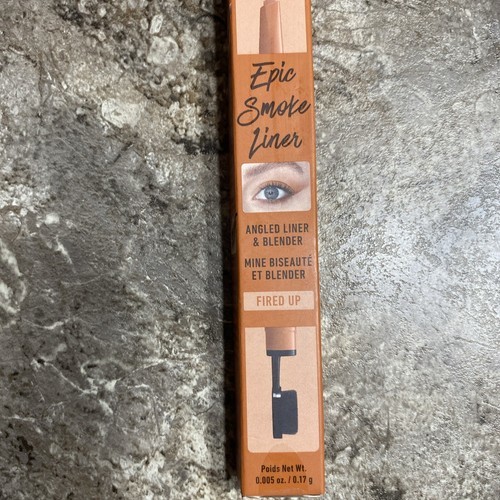 Epic
Smoke
Liner
ANGLED LINER
& BLENDER
MINE BISEAUTÉ
ET BLENDER
FIRED UP
Poids Net Wt.
0.005 oz. / 0.17 g